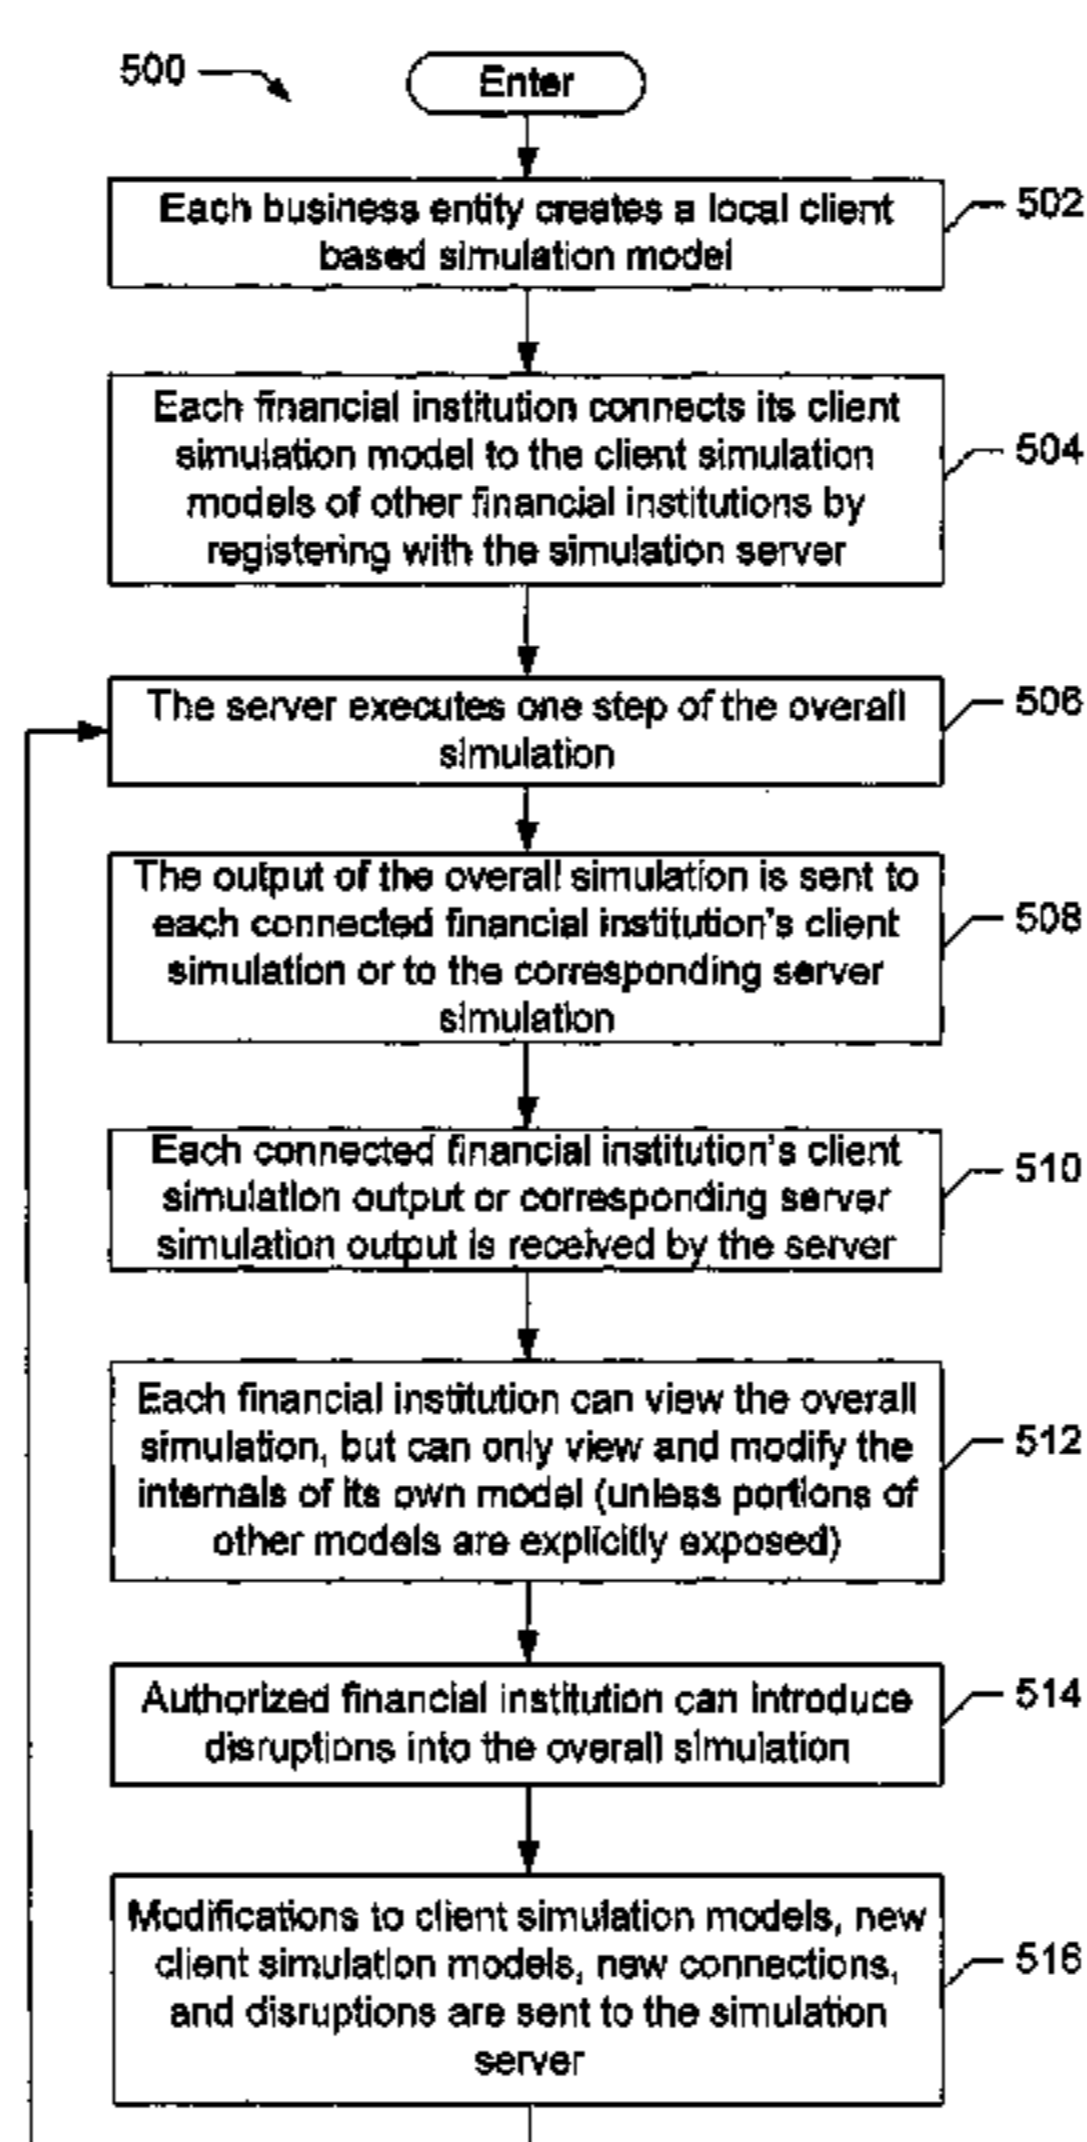 500
Enter
Each business entity creates a local client
based simulation model
502
Each financial institution connects its client
simulation model to the client simulation
models of other financial institutions by
registering with the simulation server
504
The server executes one step of the overall
simulation
506
The output of the overall simulation is sent to
each connected financial institution's client
simulation or to the corresponding server
simulation
508
Each connected financial institution's client
simulation output or corresponding server
simulation output is received by the server
510
Each financial institution can view the overall
simulation, but can only view and modify the
internals of its own model (unless portions of
other models are explicitly exposed)
512
Authorized financial institution can introduce
disruptions into the overall simulation
514
Modifications to client simulation models, new
client simulation models, new connections,
and disruptions are sent to the simulation
server
516